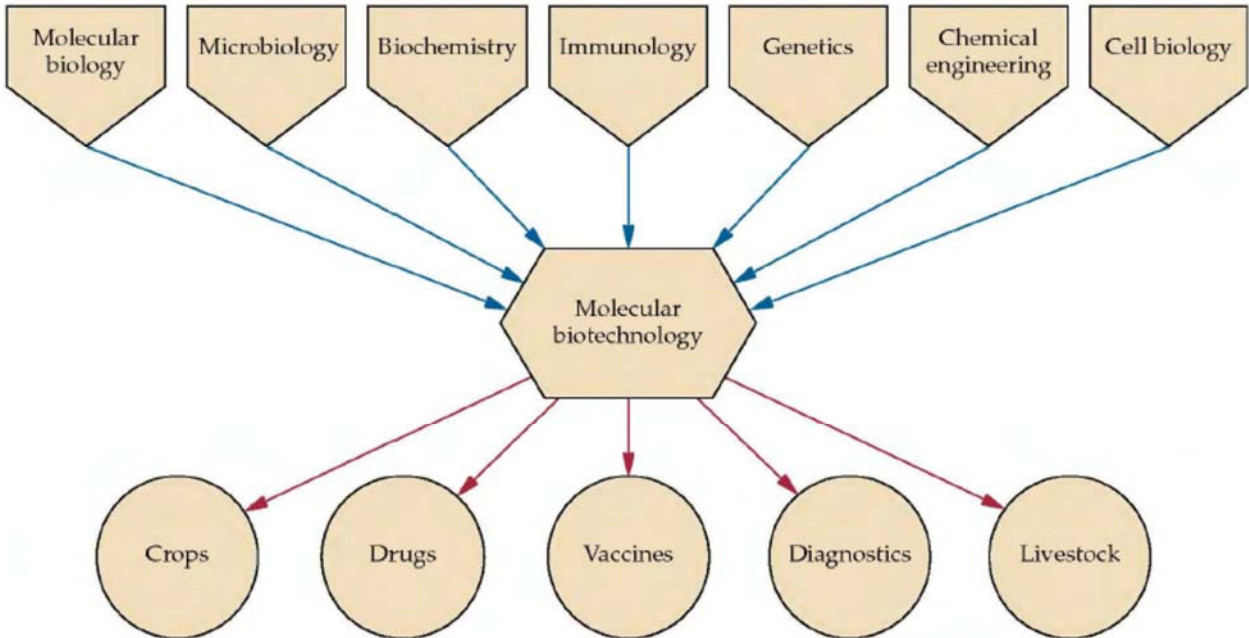 Molecular
biology
Microbiology
Biochemistry
Immunology
Genetics
Chemical
engineering
Cell biology
Molecular
biotechnology
Crops
Drugs
Vaccines
Diagnostics
Livestock